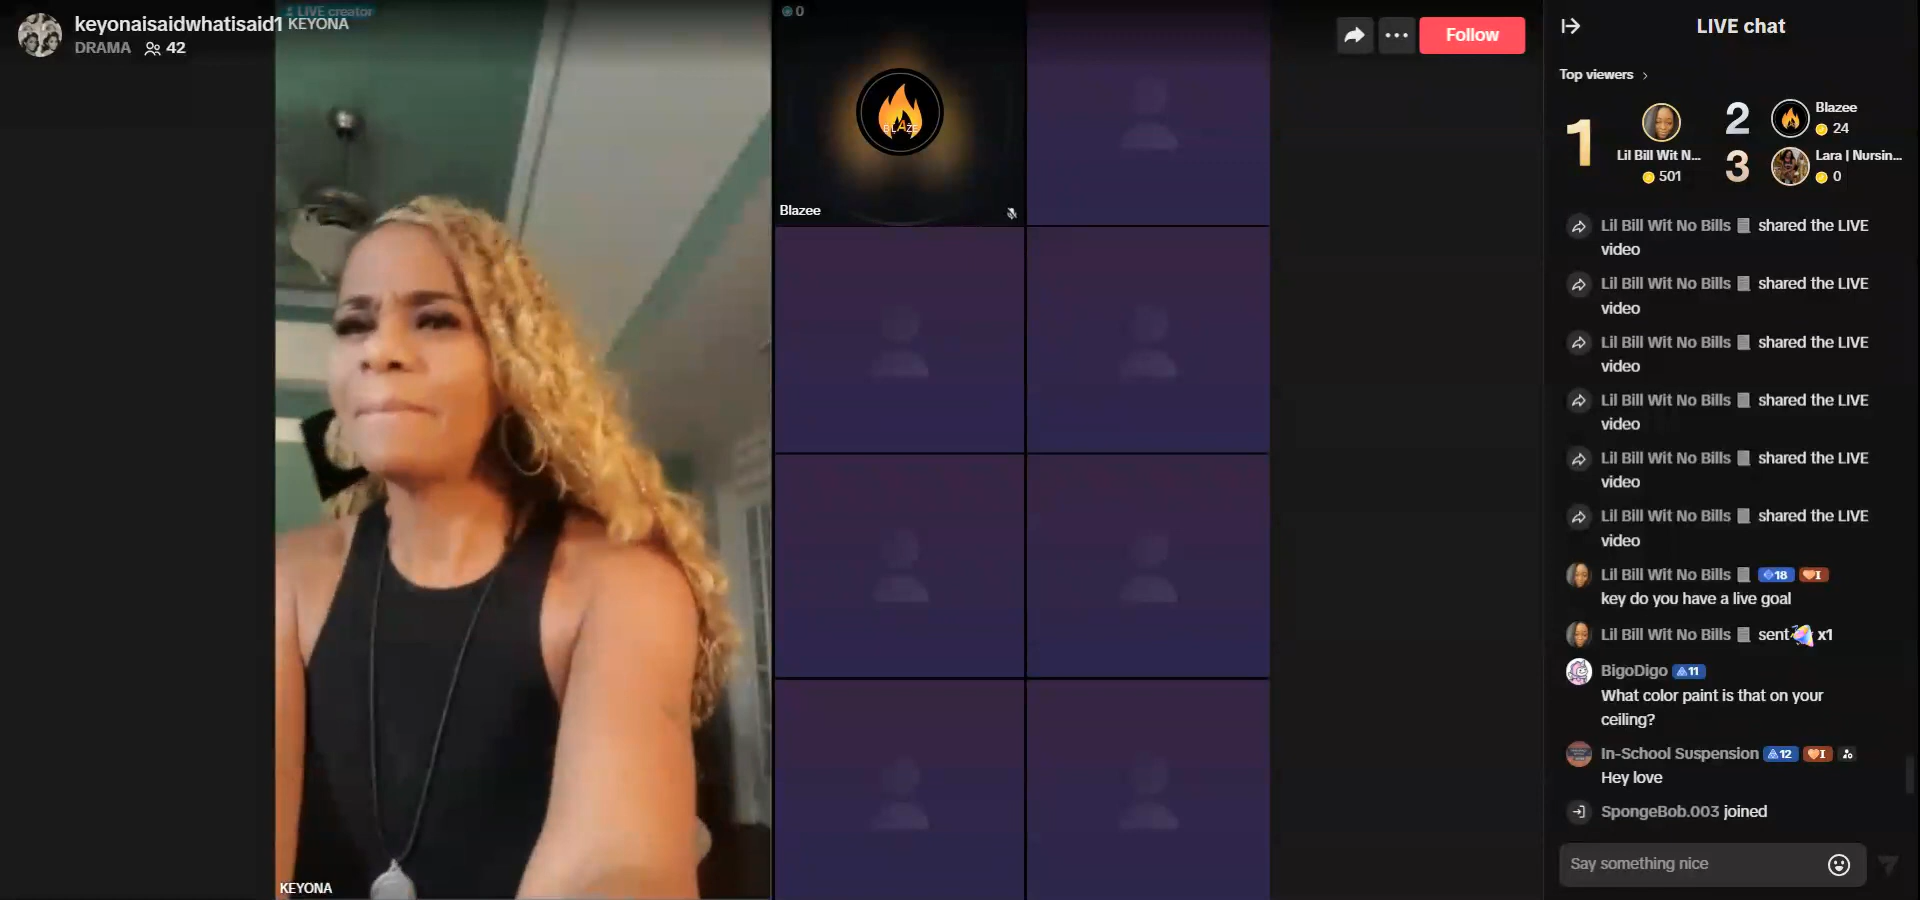 keyonaisaidwhatisaid1
DRAMA 42
LIVE creator
KEYONA
0
Follow
BLAZE
Blazee
KEYONA
LIVE chat
Top viewers
1
Lil Bill Wit N...
501
2
Blazee
24
3
Lara | Nursin...
0
Lil Bill Wit No Bills shared the LIVE
video
Lil Bill Wit No Bills shared the LIVE
video
Lil Bill Wit No Bills shared the LIVE
video
Lil Bill Wit No Bills shared the LIVE
video
Lil Bill Wit No Bills shared the LIVE
video
Lil Bill Wit No Bills shared the LIVE
video
Lil Bill Wit No Bills 18 I
key do you have a live goal
Lil Bill Wit No Bills sent x1
BigoDigo 11
What color paint is that on your
ceiling?
In-School Suspension 12 I
Hey love
SpongeBob.003 joined
Say something nice